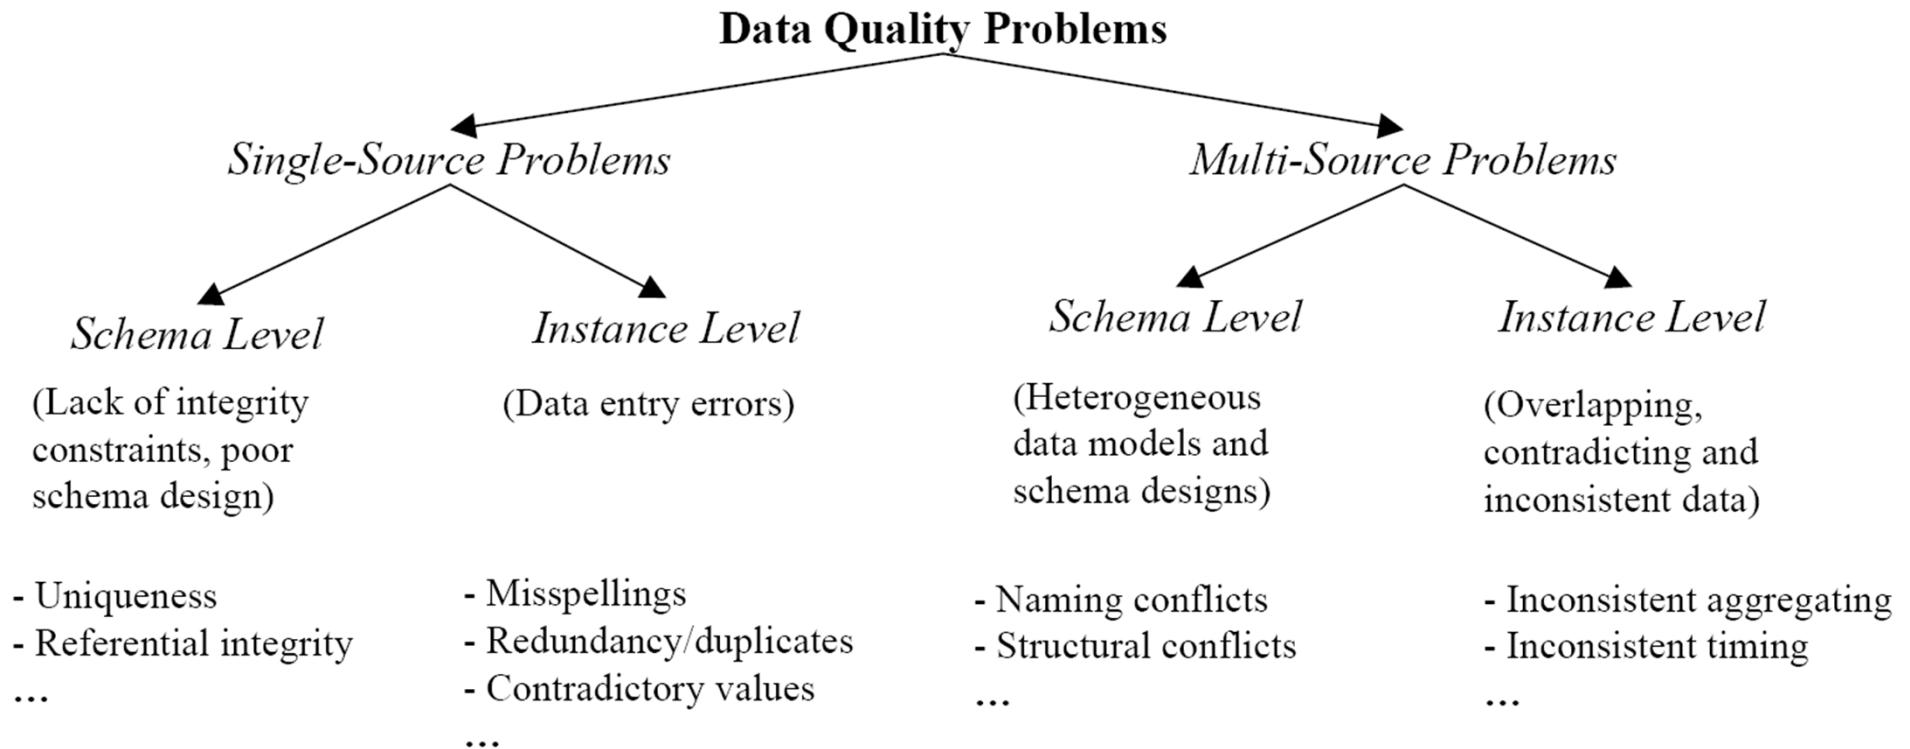 Data Quality Problems
Single-Source Problems
Multi-Source Problems
Schema Level
Instance Level
Schema Level
Instance Level
(Lack of integrity
constraints, poor
schema design)
(Data entry errors)
(Heterogeneous
data models and
schema designs)
(Overlapping,
contradicting and
inconsistent data)
- Uniqueness
- Referential integrity
...
- Misspellings
- Redundancy/duplicates
- Contradictory values
...
- Naming conflicts
- Structural conflicts
...
- Inconsistent aggregating
- Inconsistent timing
...